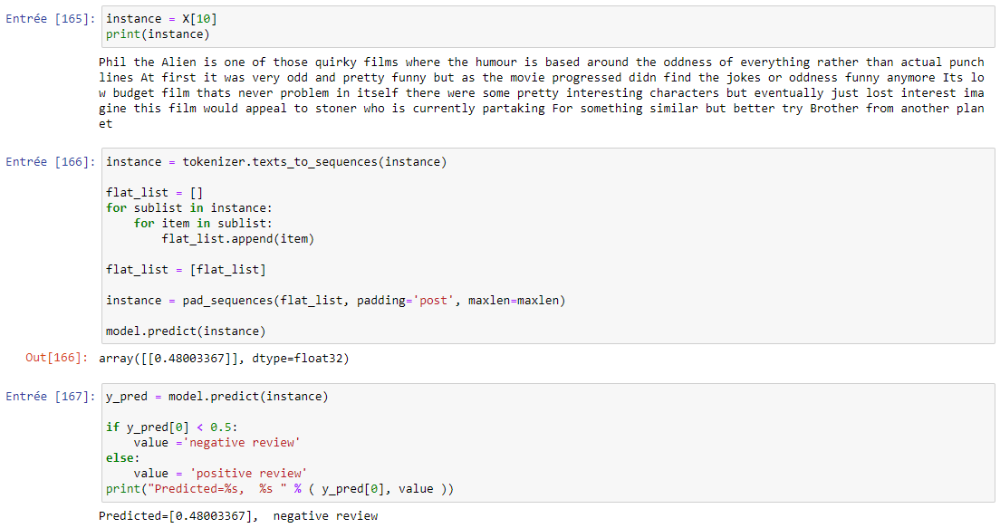 Entrée [165]: instance = X[10]
print(instance)
Phil the Alien is one of those quirky films where the humour is based around the oddness of everything rather than actual punch
lines At first it was very odd and pretty funny but as the movie progressed didn find the jokes or oddness funny anymore Its lo
w budget film thats never problem in itself there were some pretty interesting characters but eventually just lost interest ima
gine this film would appeal to stoner who is currently partaking For something similar but better try Brother from another plan
et
Entrée [166]: instance = tokenizer.texts_to_sequences(instance)
flat_list = []
for sublist in instance:
    for item in sublist:
        flat_list.append(item)
flat_list = [flat_list]
instance = pad_sequences(flat_list, padding='post', maxlen=maxlen)
model.predict(instance)
Out[166]: array([[0.48003367]], dtype=float32)
Entrée [167]: y_pred = model.predict(instance)
if y_pred[0] < 0.5:
    value ='negative review'
else:
    value = 'positive review'
print("Predicted=%s,  %s " % ( y_pred[0], value ))
Predicted=[0.48003367],  negative review